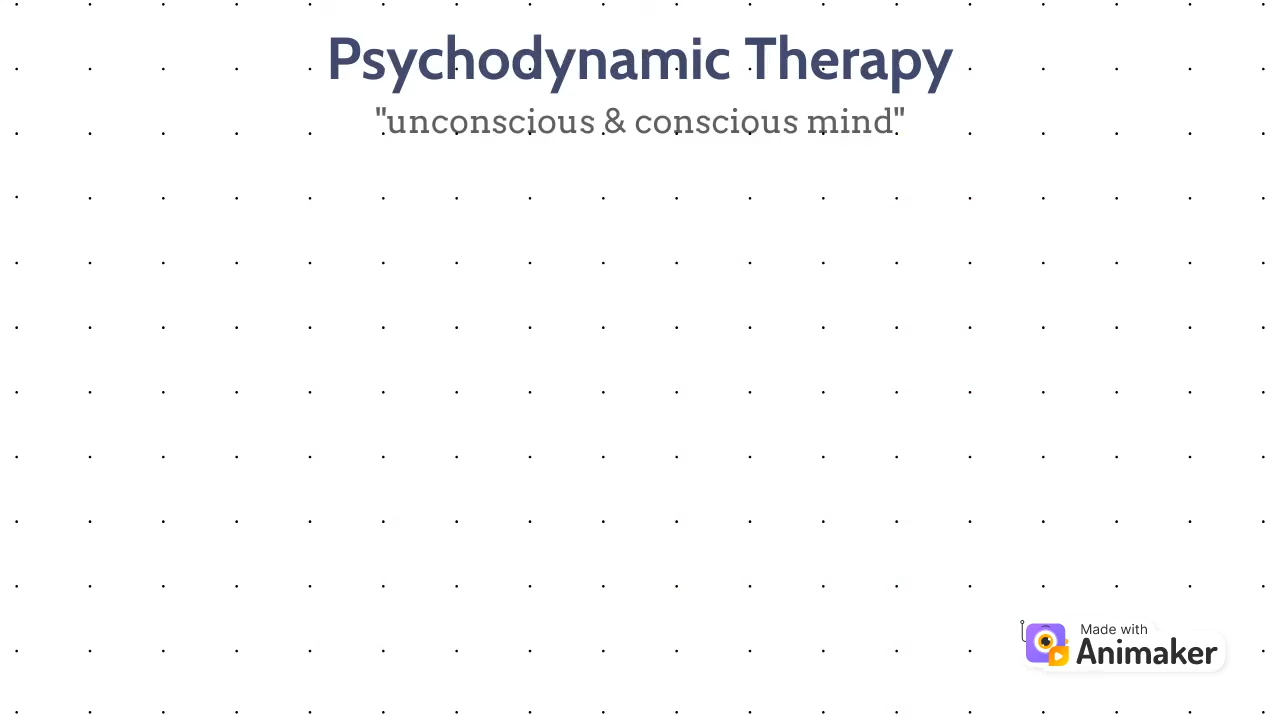 Psychodynamic Therapy
"unconscious & conscious mind"
Made with
Animaker